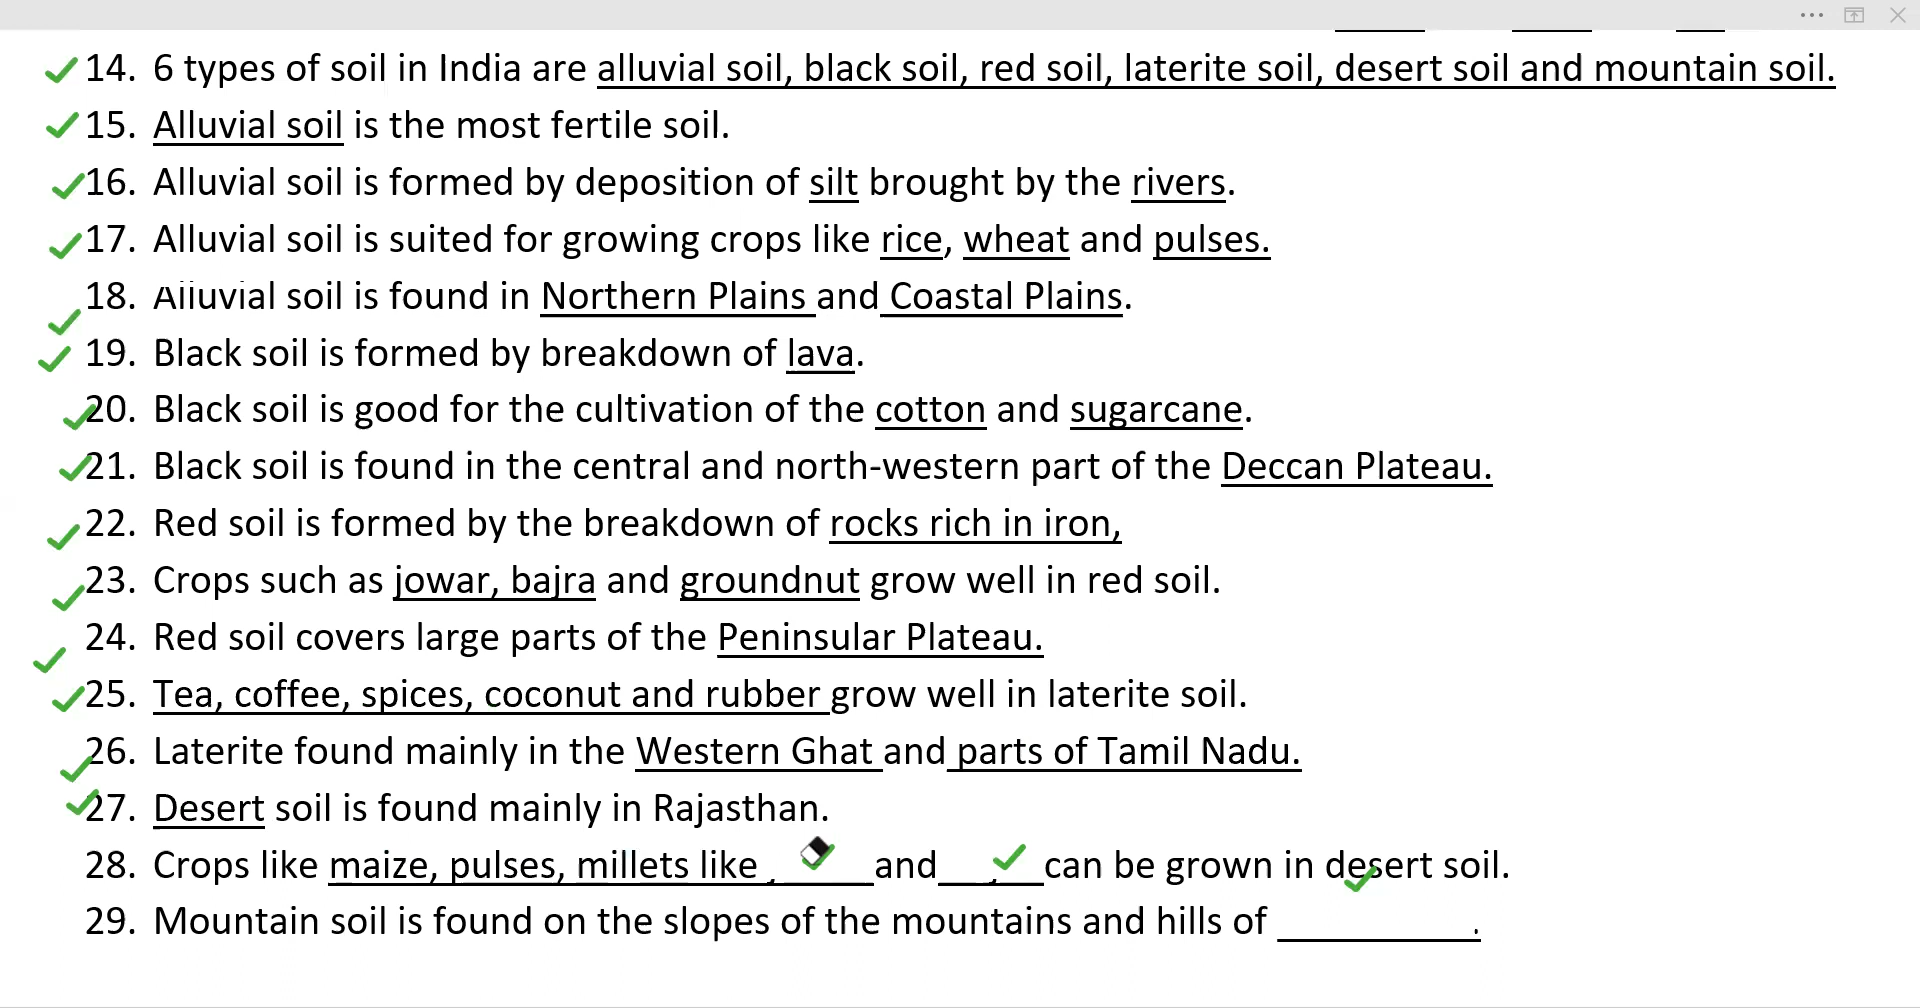 14. 6 types of soil in India are alluvial soil, black soil, red soil, laterite soil, desert soil and mountain soil.
15. Alluvial soil is the most fertile soil.
16. Alluvial soil is formed by deposition of silt brought by the rivers.
17. Alluvial soil is suited for growing crops like rice, wheat and pulses.
18. Alluvial soil is found in Northern Plains and Coastal Plains.
19. Black soil is formed by breakdown of lava.
20. Black soil is good for the cultivation of the cotton and sugarcane.
21. Black soil is found in the central and north-western part of the Deccan Plateau.
22. Red soil is formed by the breakdown of rocks rich in iron,
23. Crops such as jowar, bajra and groundnut grow well in red soil.
24. Red soil covers large parts of the Peninsular Plateau.
25. Tea, coffee, spices, coconut and rubber grow well in laterite soil.
26. Laterite found mainly in the Western Ghat and parts of Tamil Nadu.
27. Desert soil is found mainly in Rajasthan.
28. Crops like maize, pulses, millets like and can be grown in desert soil.
29. Mountain soil is found on the slopes of the mountains and hills of .